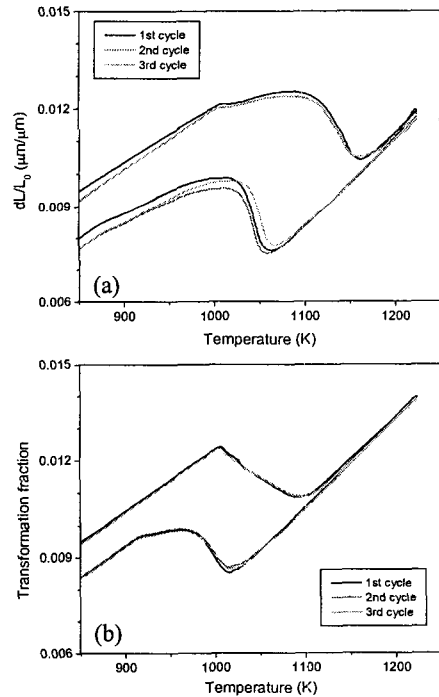 0.015
1st cycle
2nd cycle
3rd cycle
0.012
dL/L0 (μm/μm)
0.009
(a)
0.006
900 1000 1100 1200
Temperature (K)
0.015
0.012
Transformation fraction
0.009
1st cycle
2nd cycle
3rd cycle
(b)
0.006
900 1000 1100 1200
Temperature (K)